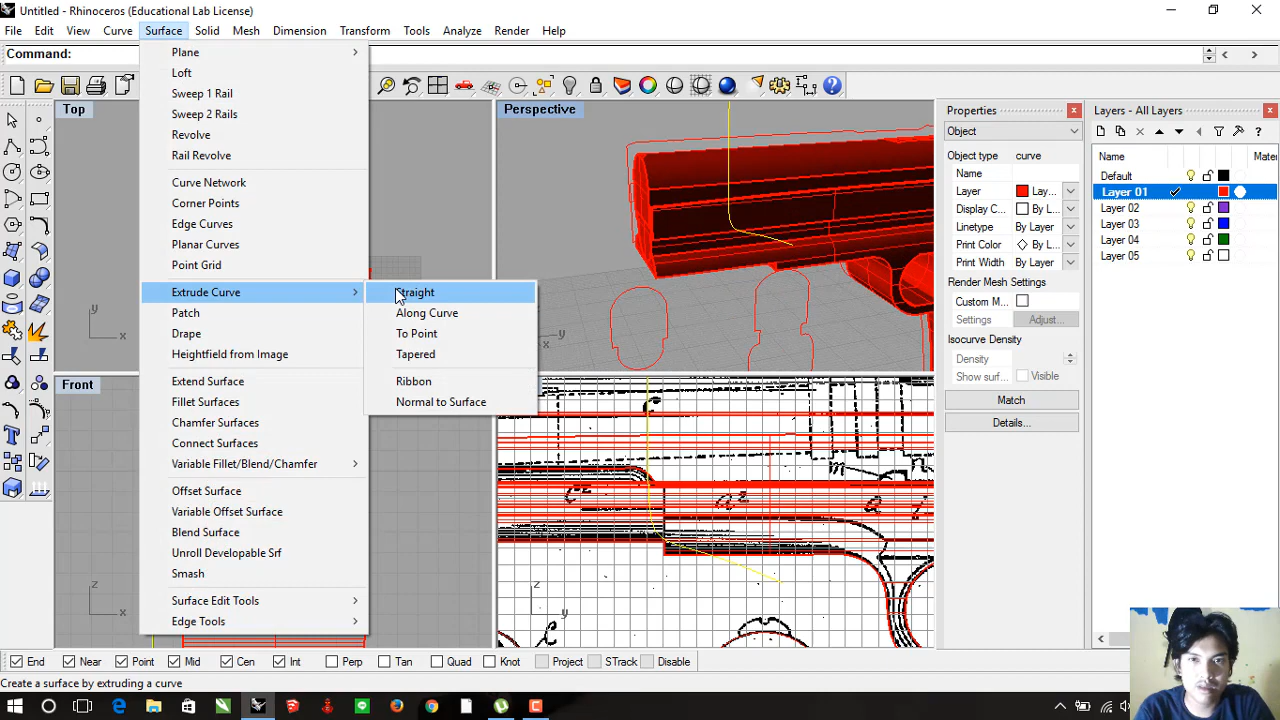 Untitled - Rhinoceros (Educational Lab License)
File Edit View Curve Surface Solid Mesh Dimension Transform Tools Analyze Render Help
Command:
Plane
Loft
Sweep 1 Rail
Sweep 2 Rails
Revolve
Rail Revolve
Curve Network
Corner Points
Edge Curves
Planar Curves
Point Grid
Extrude Curve
Patch
Drape
Heightfield from Image
Extend Surface
Fillet Surfaces
Chamfer Surfaces
Connect Surfaces
Variable Fillet/Blend/Chamfer
Offset Surface
Variable Offset Surface
Blend Surface
Unroll Developable Srf
Smash
Surface Edit Tools
Edge Tools
Straight
Along Curve
To Point
Tapered
Ribbon
Normal to Surface
Top
y
x
Perspective
y
x
Front
z
x
z
y
Properties
Object
Object type curve
Name
Layer Lay...
Display C... By L...
Linetype By Layer
Print Color By L...
Print Width By Layer
Render Mesh Settings
Custom M...
Settings Adjust...
Isocurve Density
Density
Show surf... Visible
Match
Details...
Layers - All Layers
Name Mater
Default
Layer 01
Layer 02
Layer 03
Layer 04
Layer 05
End Near Point Mid Cen Int Perp Tan Quad Knot Project STrack Disable
Create a surface by extruding a curve